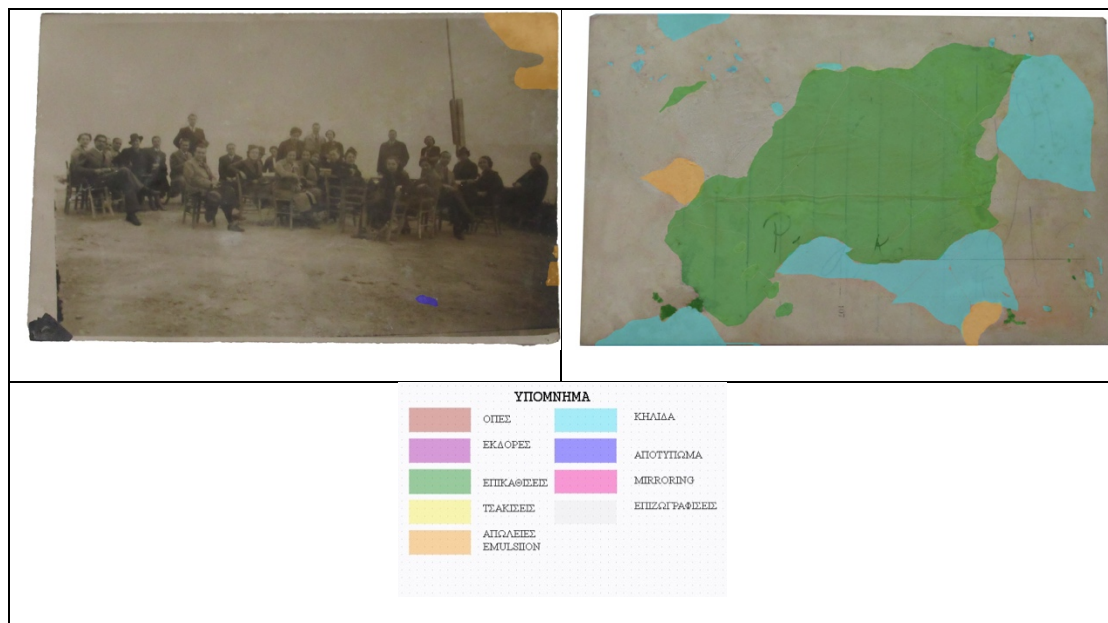 ΥΠΟΜΝΗΜΑ
ΟΠΕΣ
ΚΗΛΙΔΑ
ΕΚΔΟΡΕΣ
ΑΠΟΤΥΠΩΜΑ
ΕΠΙΚΑΘΙΣΕΙΣ
MIRRORING
ΤΣΑΚΙΣΕΙΣ
ΕΠΙΖΩΓΡΑΦΙΣΕΙΣ
ΑΠΩΛΕΙΕΣ
EMULSIION